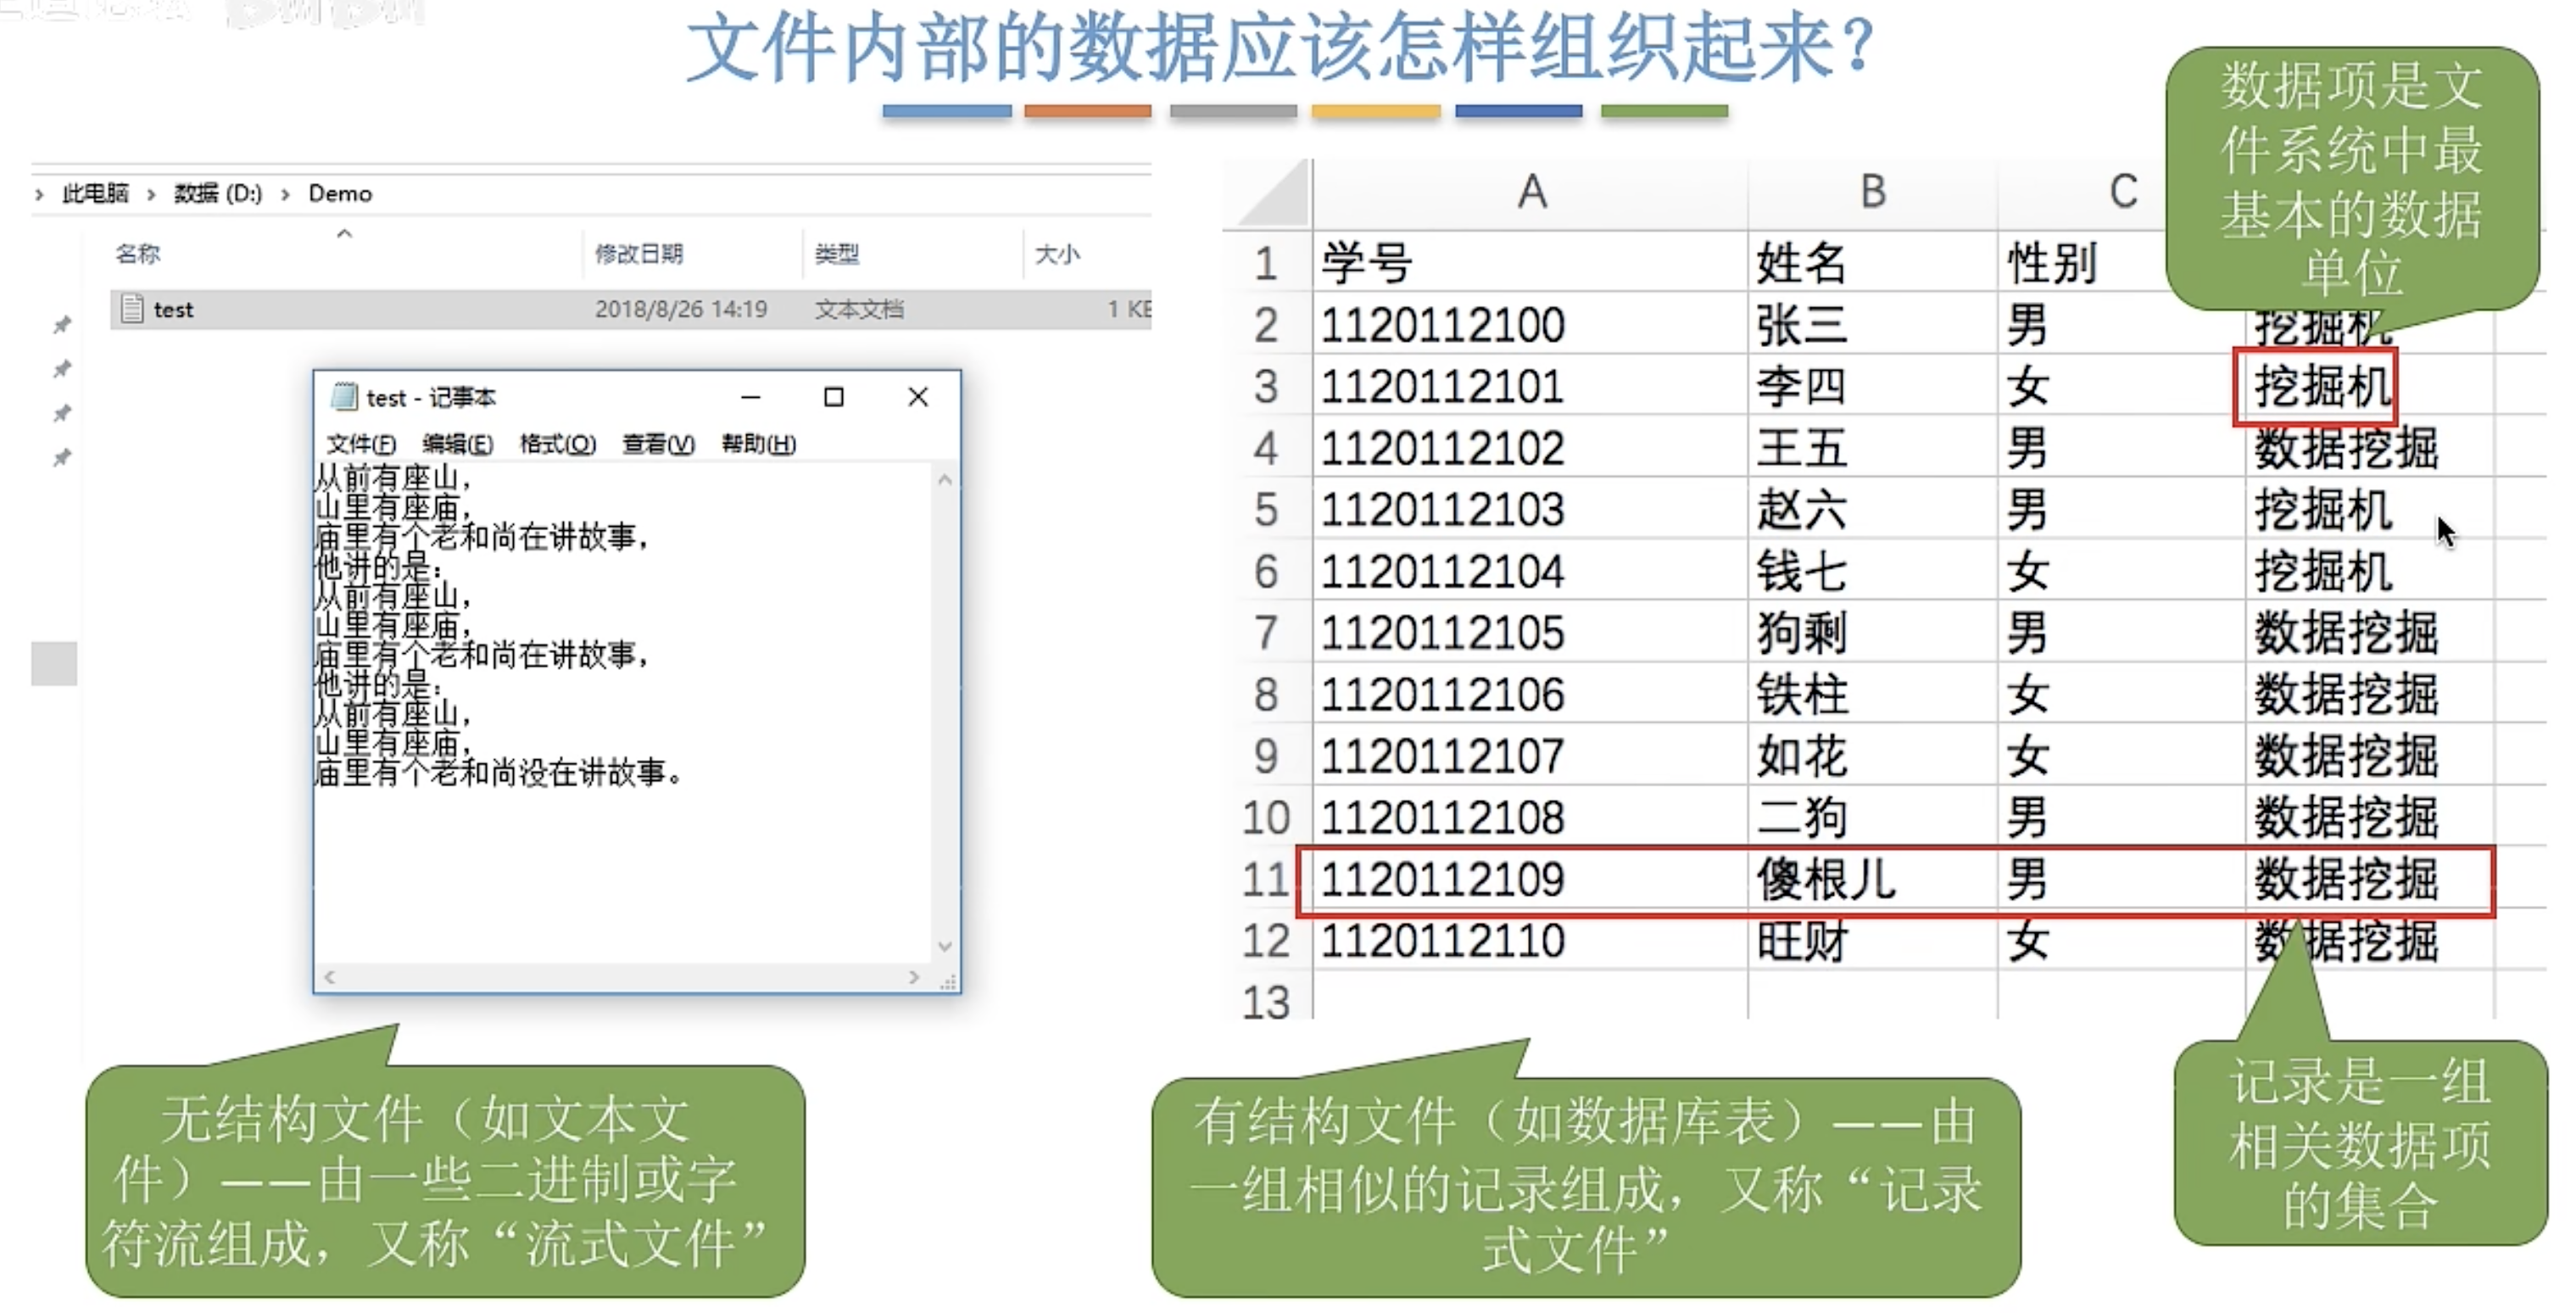 文件内部的数据应该怎样组织起来？
此电脑 > 数据 (D:) > Demo
名称 修改日期 类型 大小
test 2018/8/26 14:19 文本文档 1 KB
test - 记事本
文件(F) 编辑(E) 格式(O) 查看(V) 帮助(H)
从前有座山，
山里有座庙，
庙里有个老和尚在讲故事，
他讲的是：
从前有座山，
山里有座庙，
庙里有个老和尚在讲故事，
他讲的是：
从前有座山，
山里有座庙，
庙里有个老和尚没在讲故事。
无结构文件（如文本文
件）——由一些二进制或字
符流组成，又称“流式文件”
A B C
1 学号 姓名 性别
2 1120112100 张三 男 挖掘机
3 1120112101 李四 女 挖掘机
4 1120112102 王五 男 数据挖掘
5 1120112103 赵六 男 挖掘机
6 1120112104 钱七 女 挖掘机
7 1120112105 狗剩 男 数据挖掘
8 1120112106 铁柱 女 数据挖掘
9 1120112107 如花 女 数据挖掘
10 1120112108 二狗 男 数据挖掘
11 1120112109 傻根儿 男 数据挖掘
12 1120112110 旺财 女 数据挖掘
13
数据项是文
件系统中最
基本的数据
单位
有结构文件（如数据库表）——由
一组相似的记录组成，又称“记录
式文件”
记录是一组
相关数据项
的集合